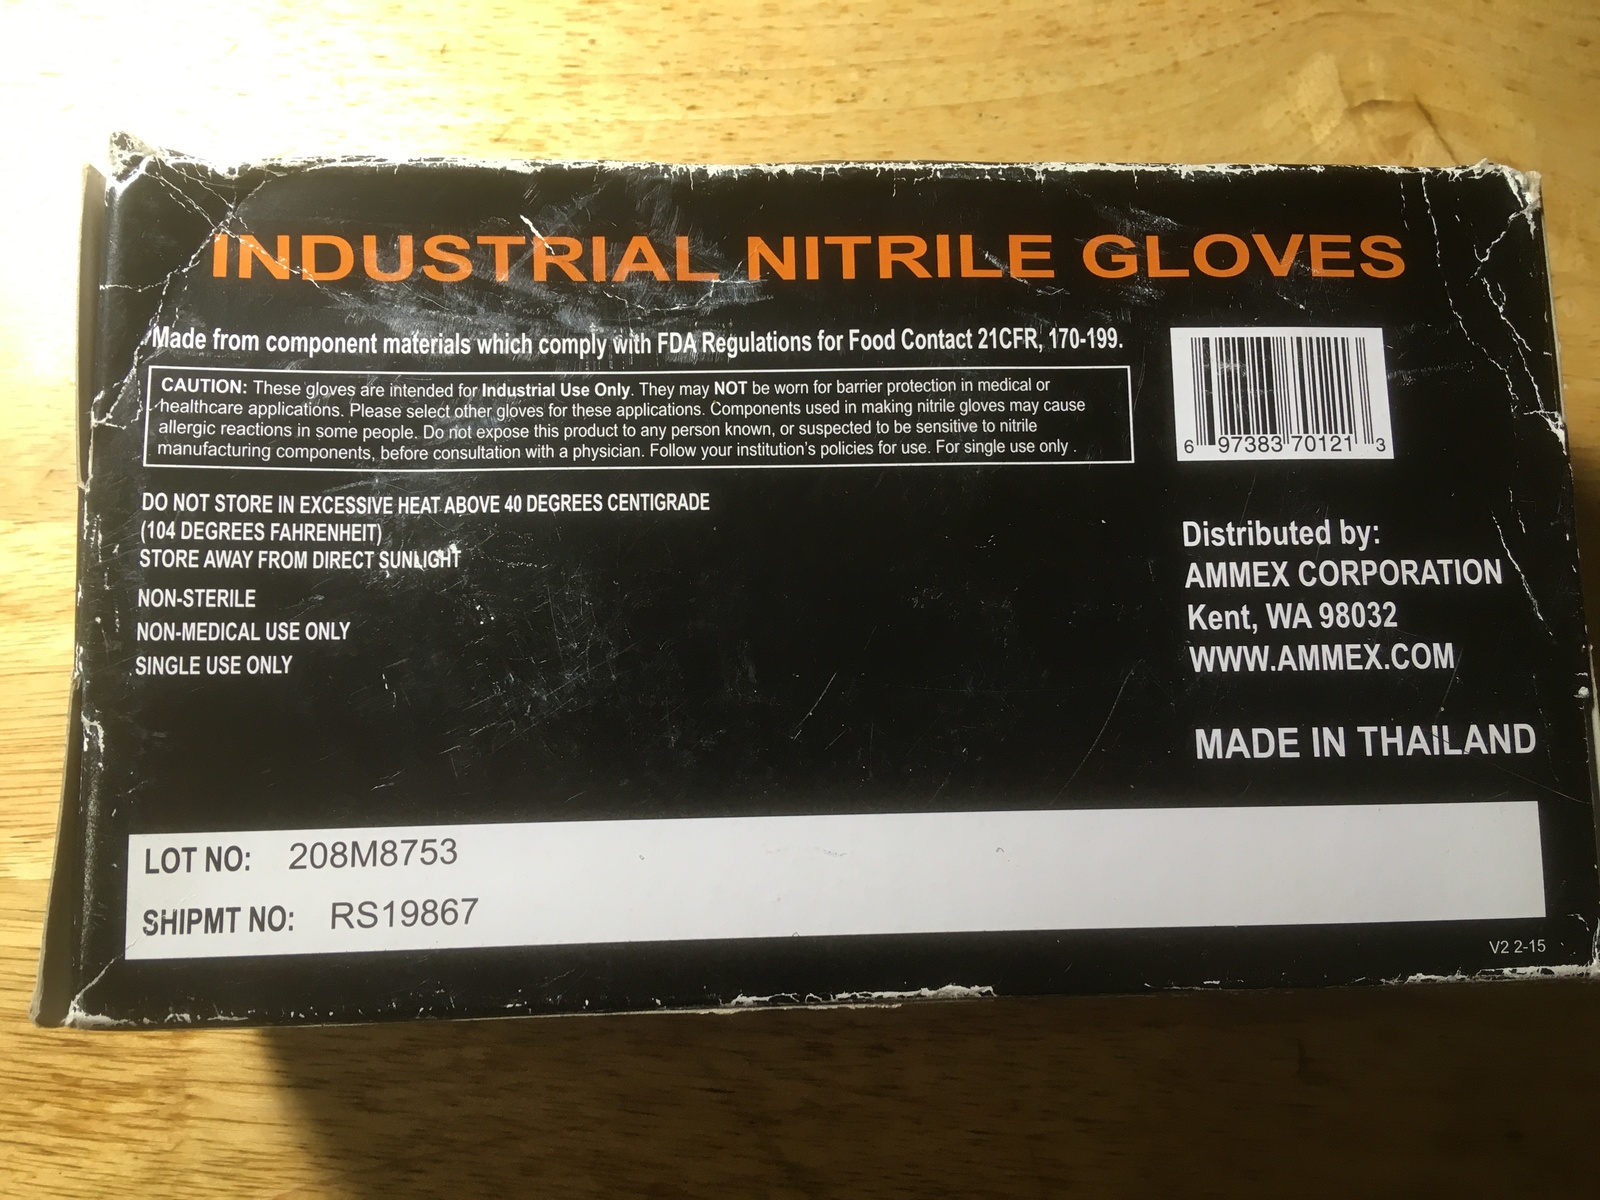 INDUSTRIAL NITRILE GLOVES
Made from component materials which comply with FDA Regulations for Food Contact 21CFR, 170-199.
CAUTION: These gloves are intended for Industrial Use Only. They may NOT be worn for barrier protection in medical or
healthcare applications. Please select other gloves for these applications. Components used in making nitrile gloves may cause
allergic reactions in some people. Do not expose this product to any person known, or suspected to be sensitive to nitrile
manufacturing components, before consultation with a physician. Follow your institution's policies for use. For single use only .
6 97383 70121 3
DO NOT STORE IN EXCESSIVE HEAT ABOVE 40 DEGREES CENTIGRADE
(104 DEGREES FAHRENHEIT)
STORE AWAY FROM DIRECT SUNLIGHT
NON-STERILE
NON-MEDICAL USE ONLY
SINGLE USE ONLY
Distributed by:
AMMEX CORPORATION
Kent, WA 98032
WWW.AMMEX.COM
MADE IN THAILAND
LOT NO: 208M8753
SHIPMT NO: RS19867
V2 2-15